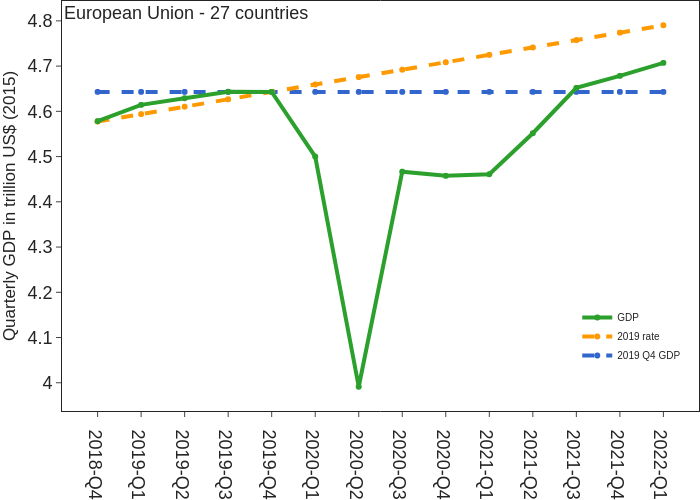 European Union - 27 countries
Quarterly GDP in trillion US$ (2015)
4.8
4.7
4.6
4.5
4.4
4.3
4.2
4.1
4
GDP
2019 rate
2019 Q4 GDP
2018-Q4
2019-Q1
2019-Q2
2019-Q3
2019-Q4
2020-Q1
2020-Q2
2020-Q3
2020-Q4
2021-Q1
2021-Q2
2021-Q3
2021-Q4
2022-Q1